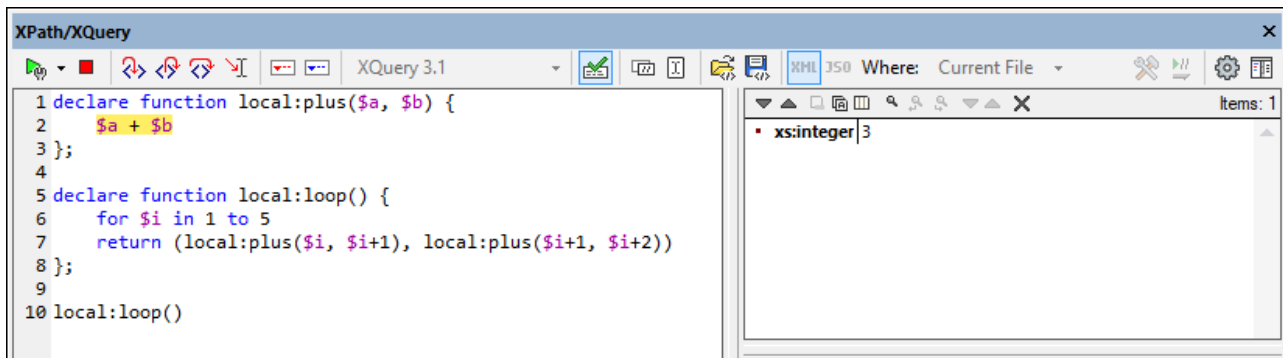 XPath/XQuery
XQuery 3.1
XML JSO Where: Current File
1 declare function local:plus($a, $b) {
2 $a + $b
3 };
4
5 declare function local:loop() {
6 for $i in 1 to 5
7 return (local:plus($i, $i+1), local:plus($i+1, $i+2))
8 };
9
10 local:loop()
Items: 1
xs:integer 3